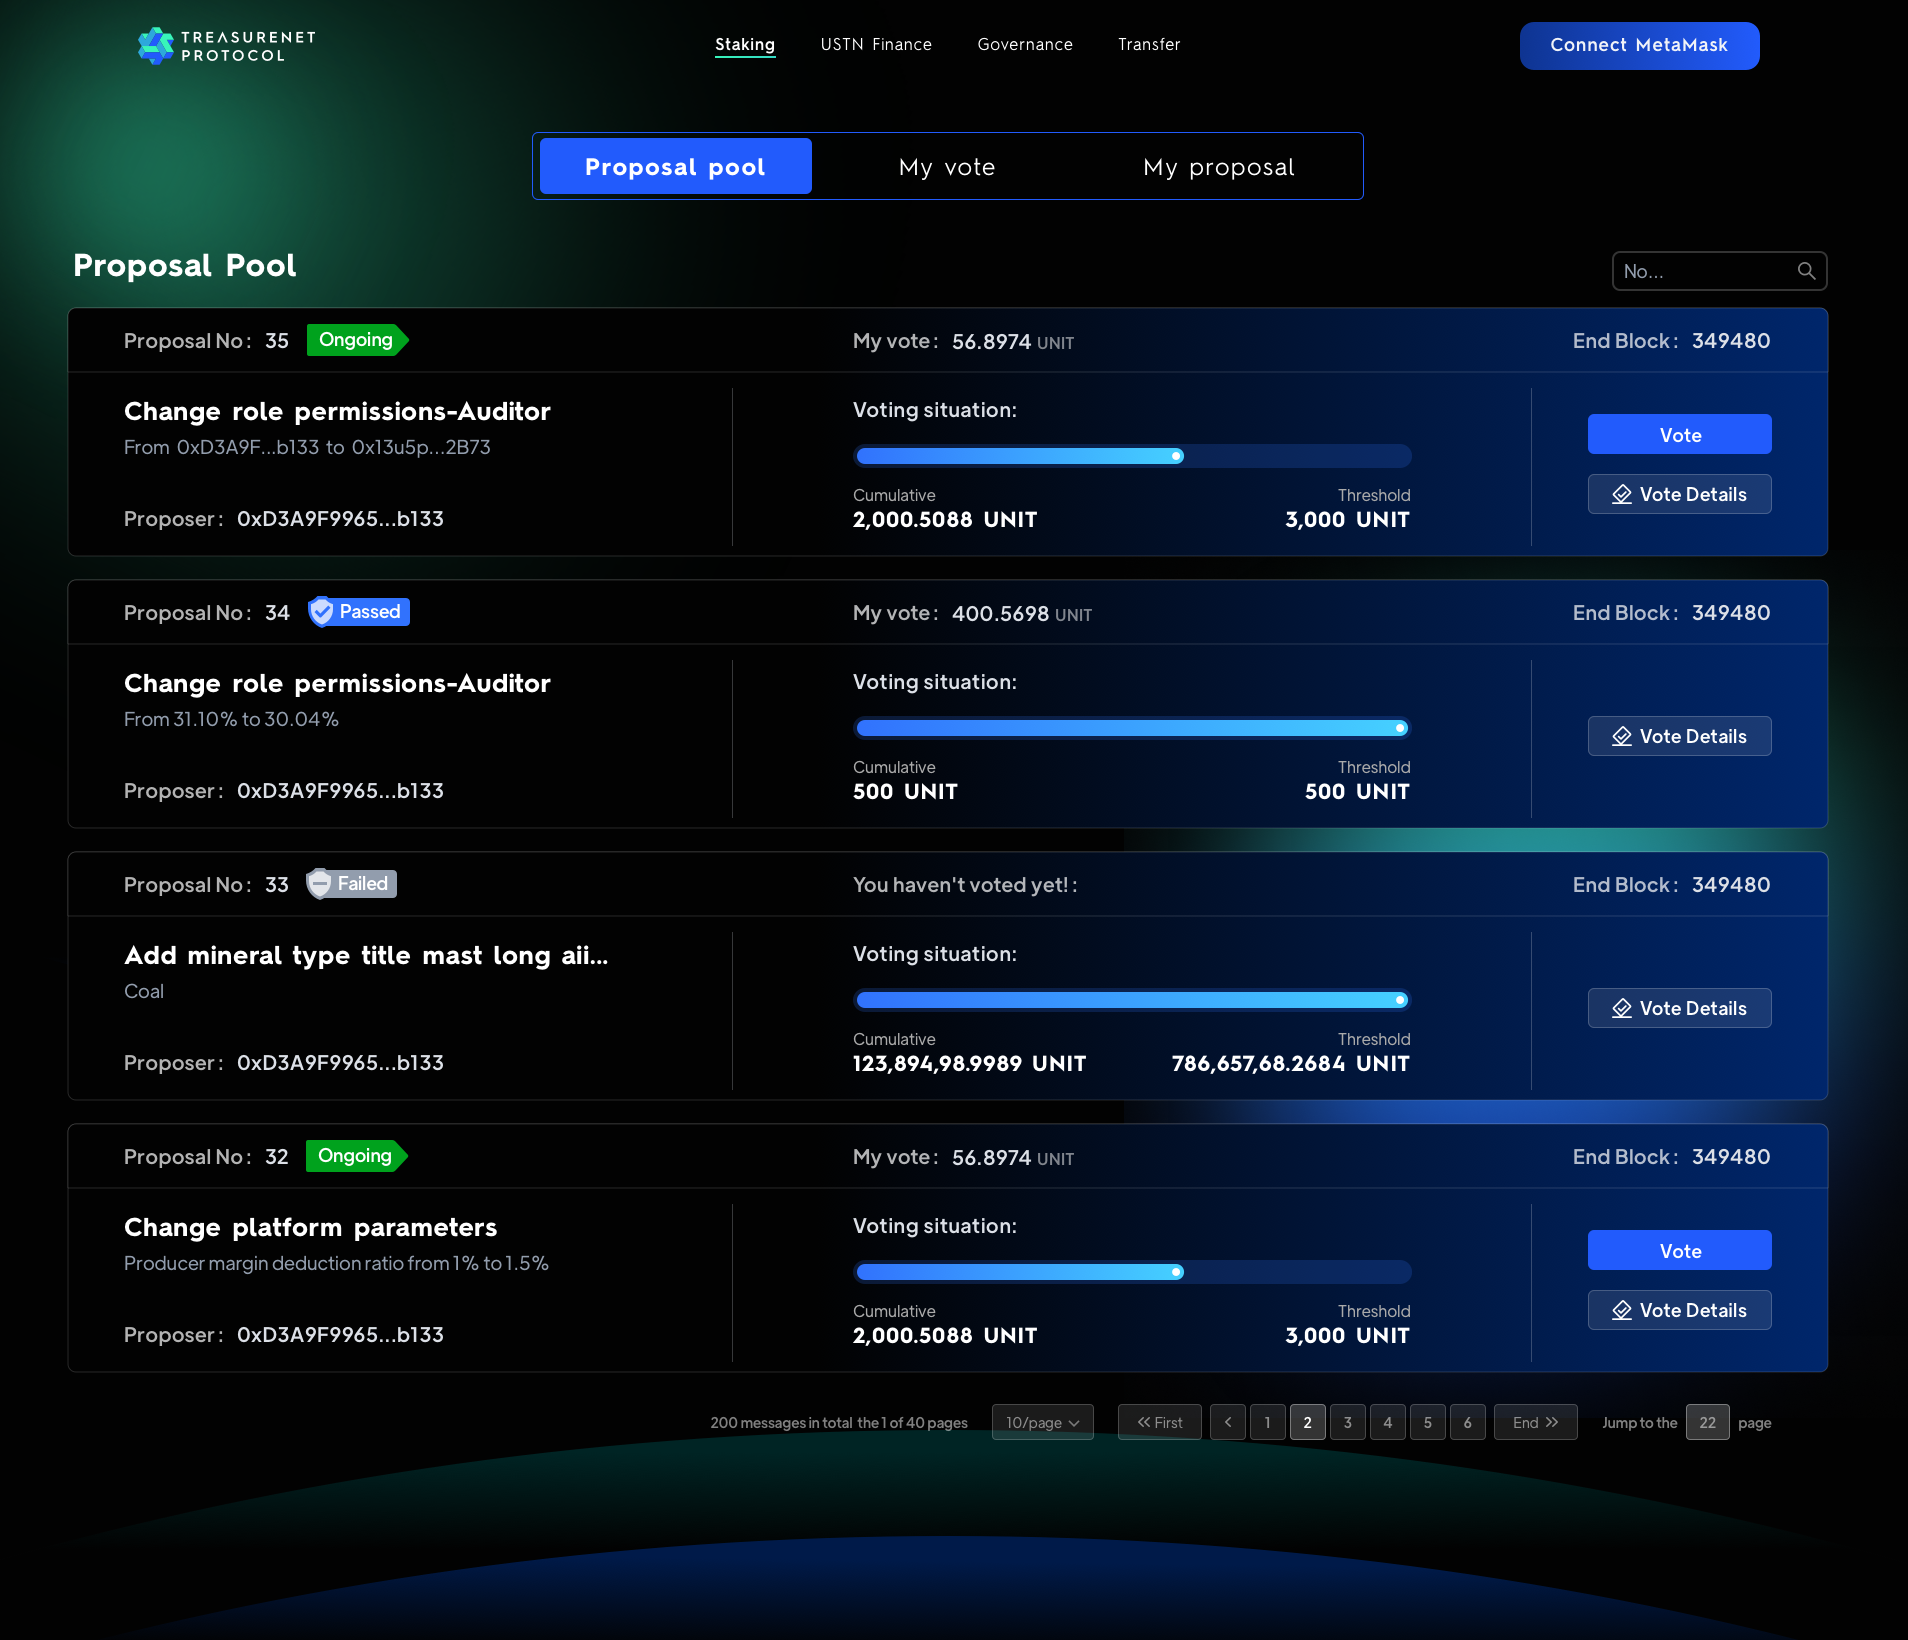 TREASURENET
PROTOCOL
Staking USTN Finance Governance Transfer
Connect MetaMask
Proposal pool My vote My proposal
Proposal Pool
No...
Proposal No : 35 Ongoing My vote : 56.8974 UNIT End Block : 349480
Change role permissions-Auditor
From 0xD3A9F...b133 to 0x13u5p...2B73
Proposer : 0xD3A9F9965...b133
Voting situation:
Cumulative Threshold
2,000.5088 UNIT 3,000 UNIT
Vote
Vote Details
Proposal No : 34 Passed My vote : 400.5698 UNIT End Block : 349480
Change role permissions-Auditor
From 31.10% to 30.04%
Proposer : 0xD3A9F9965...b133
Voting situation:
Cumulative Threshold
500 UNIT 500 UNIT
Vote Details
Proposal No : 33 Failed You haven't voted yet! : End Block : 349480
Add mineral type title mast long aii...
Coal
Proposer : 0xD3A9F9965...b133
Voting situation:
Cumulative Threshold
123,894,98.9989 UNIT 786,657,68.2684 UNIT
Vote Details
Proposal No : 32 Ongoing My vote : 56.8974 UNIT End Block : 349480
Change platform parameters
Producer margin deduction ratio from 1% to 1.5%
Proposer : 0xD3A9F9965...b133
Voting situation:
Cumulative Threshold
2,000.5088 UNIT 3,000 UNIT
Vote
Vote Details
200 messages in total the 1 of 40 pages 10/page First 1 2 3 4 5 6 End Jump to the 22 page